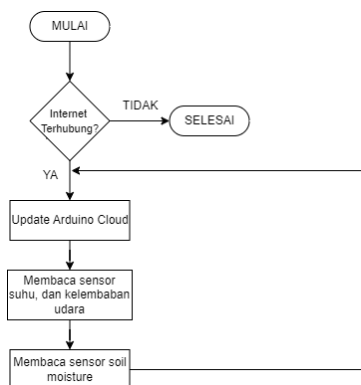 MULAI
Internet
Terhubung?
TIDAK
SELESAI
YA
Update Arduino Cloud
Membaca sensor
suhu, dan kelembaban
udara
Membaca sensor soil
moisture